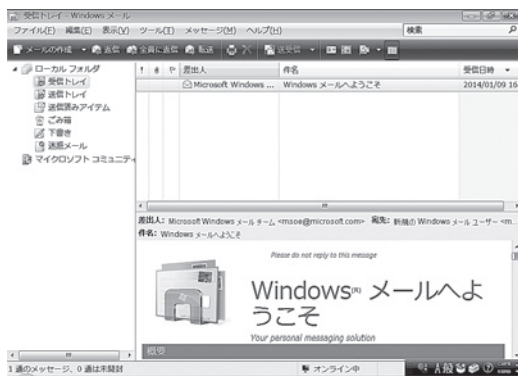 受信トレイ - Windows メール
ファイル(F) 編集(E) 表示(V) ツール(T) メッセージ(M) ヘルプ(H) 検索
メールの作成 返信 全員に返信 転送 送受信
ローカル フォルダ
受信トレイ
送信トレイ
送信済みアイテム
ごみ箱
下書き
迷惑メール
マイクロソフト コミュニティ
! 差出人 件名 受信日時
Microsoft Windows ... Windows メールへようこそ 2014/01/09 16
差出人: Microsoft Windows メール チーム <msoe@microsoft.com> 宛先: 新規の Windows メール ユーザー <m...
件名: Windows メールへようこそ
Please do not reply to this message
Windows(R) メールへよ
うこそ
Your personal messaging solution
概要
1 通のメッセージ、0 通は未開封 オンライン中 A 般